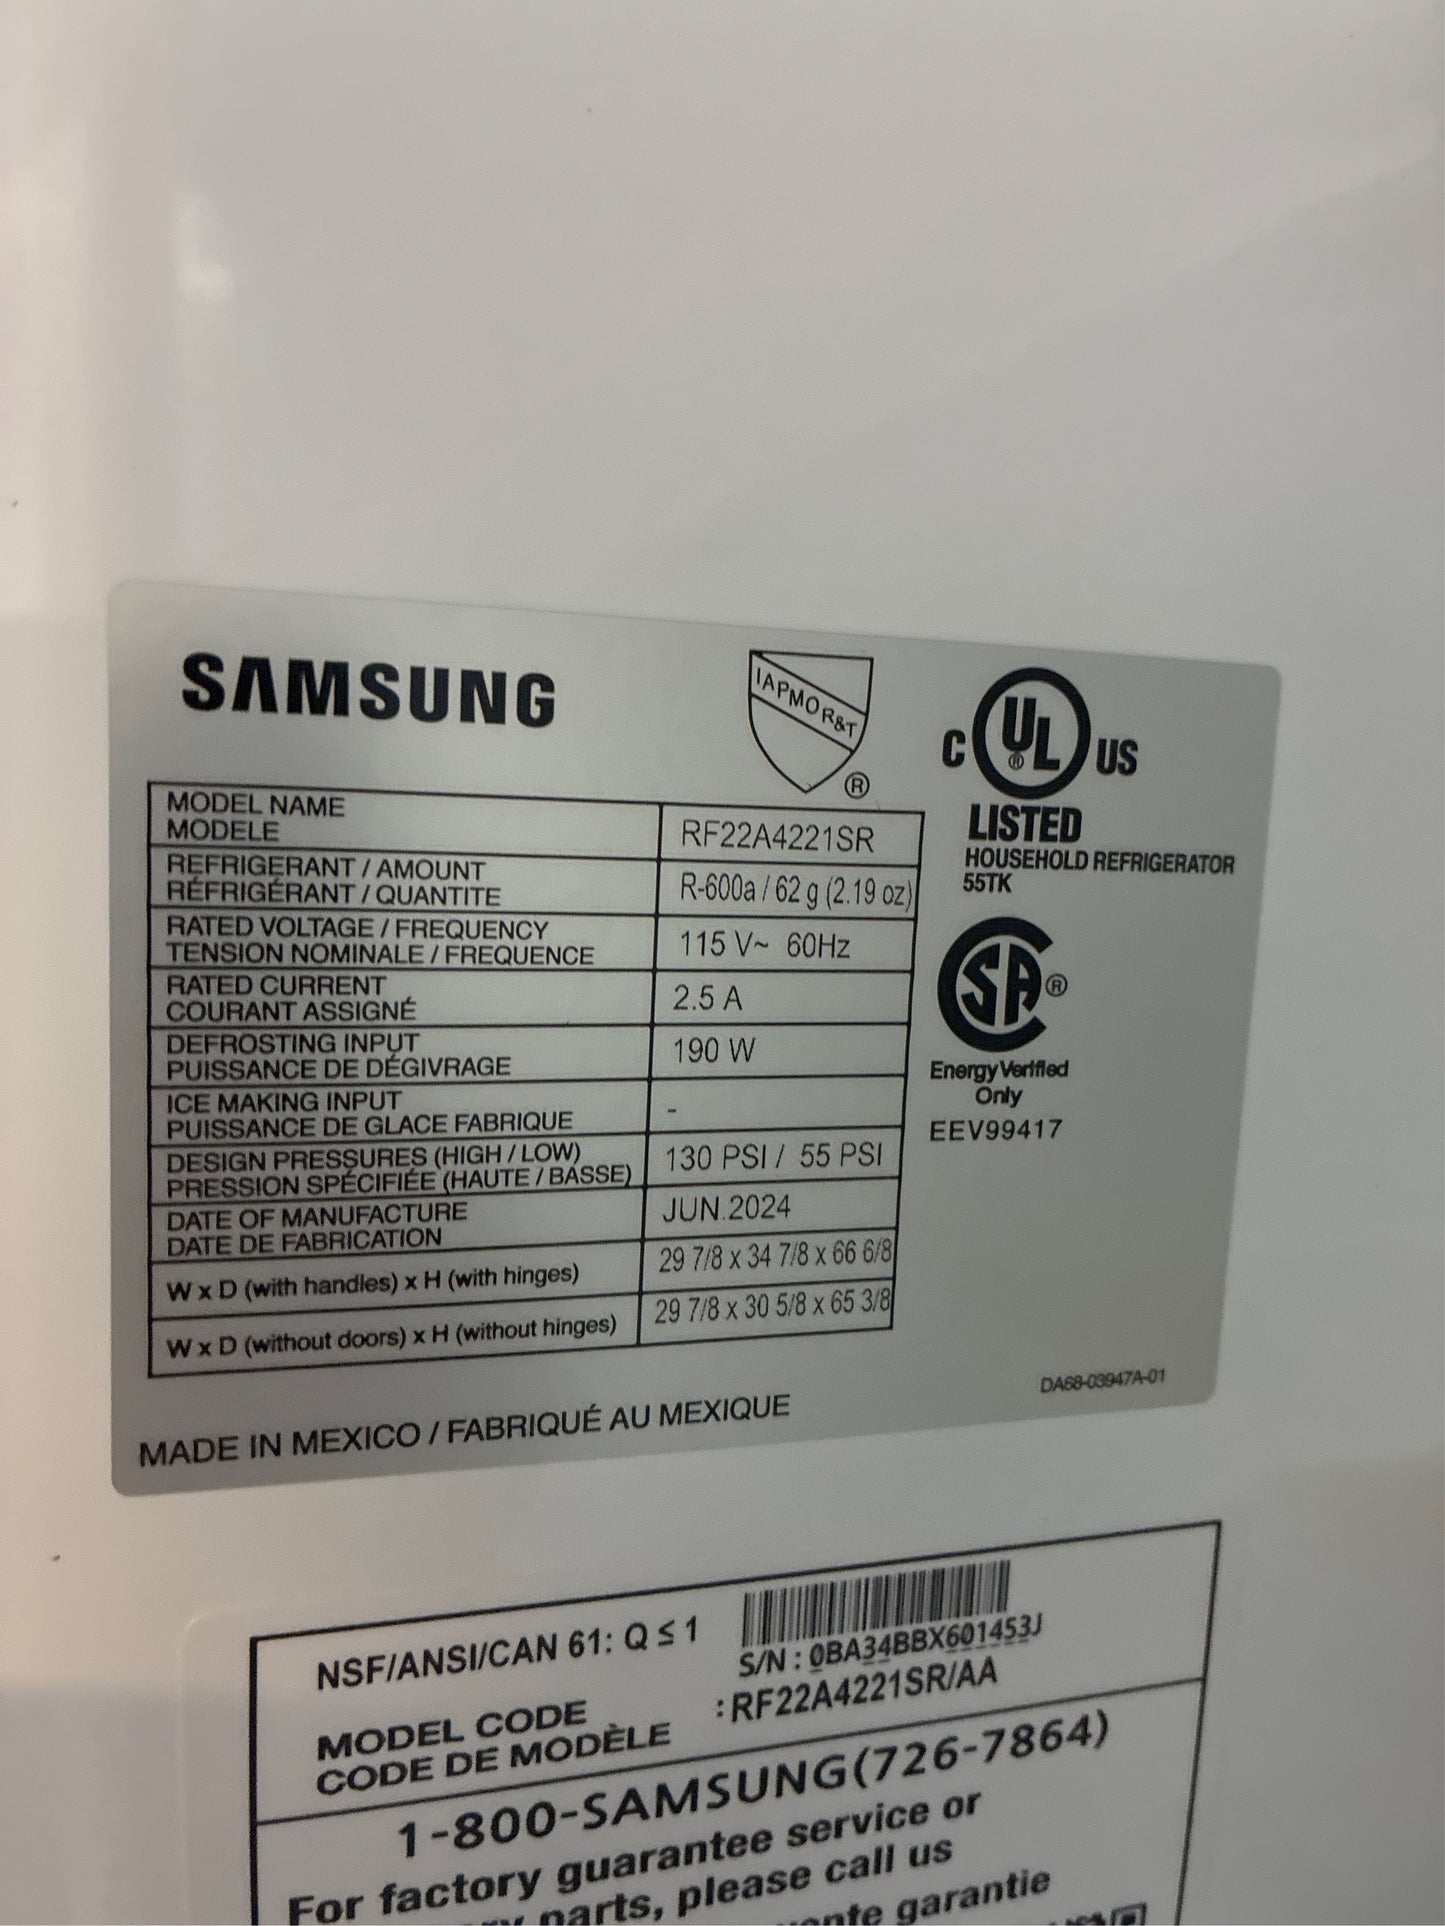 SAMSUNG
IAPMO R&T
®
C UL ® US
LISTED
HOUSEHOLD REFRIGERATOR
55TK
SA ®
Energy Verified
Only
EEV99417
MODEL NAME
MODELE
RF22A4221SR
REFRIGERANT / AMOUNT
RÉFRIGÉRANT / QUANTITE
R-600a / 62 g (2.19 oz)
RATED VOLTAGE / FREQUENCY
TENSION NOMINALE / FREQUENCE
115 V~ 60Hz
RATED CURRENT
COURANT ASSIGNÉ
2.5 A
DEFROSTING INPUT
PUISSANCE DE DÉGIVRAGE
190 W
ICE MAKING INPUT
PUISSANCE DE GLACE FABRIQUE
-
DESIGN PRESSURES (HIGH / LOW)
PRESSION SPÉCIFIÉE (HAUTE / BASSE)
130 PSI / 55 PSI
DATE OF MANUFACTURE
DATE DE FABRICATION
JUN.2024
W x D (with handles) x H (with hinges)
29 7/8 x 34 7/8 x 66 6/8
W x D (without doors) x H (without hinges)
29 7/8 x 30 5/8 x 65 3/8
DA68-03947A-01
MADE IN MEXICO / FABRIQUÉ AU MEXIQUE
NSF/ANSI/CAN 61: Q ≤ 1
S/N : 0BA34BBX601453J
MODEL CODE
CODE DE MODÈLE
: RF22A4221SR/AA
1-800-SAMSUNG(726-7864)
For factory guarantee service or
parts, please call us
garantie